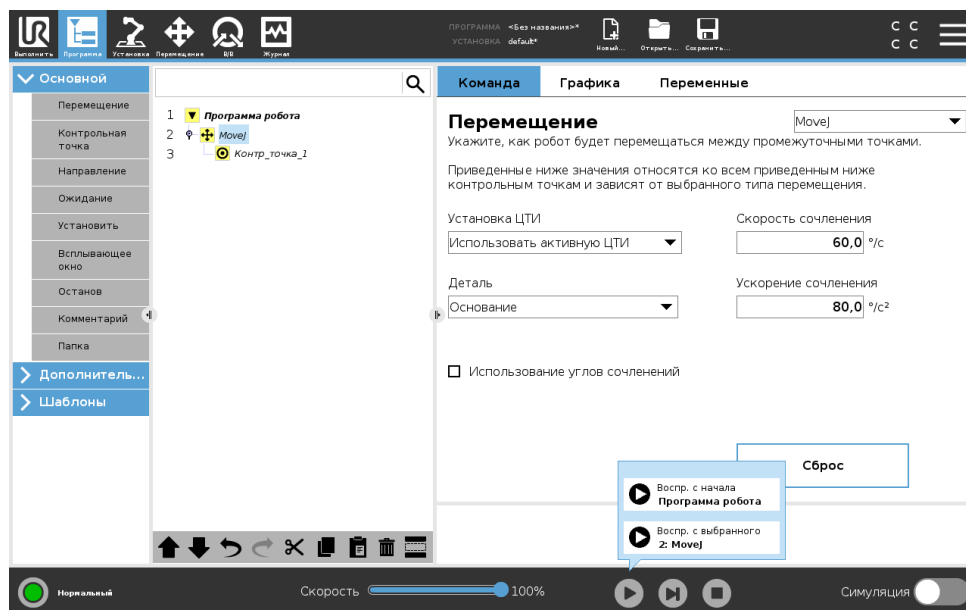 UR
ПРОГРАММА <Без названия>*
УСТАНОВКА default*
Выполнить
Программа
Установка
Перемещение
В/В
Журнал
Новый...
Открыть...
Сохранить...
C C
C C
Основной
Перемещение
Контрольная
точка
Направление
Ожидание
Установить
Всплывающее
окно
Останов
Комментарий
Папка
Дополнитель...
Шаблоны
1 Программа робота
2 MoveJ
3 Контр_точка_1
Команда
Графика
Переменные
Перемещение
MoveJ
Укажите, как робот будет перемещаться между промежуточными точками.
Приведенные ниже значения относятся ко всем приведенным ниже
контрольным точкам и зависят от выбранного типа перемещения.
Установка ЦТИ
Скорость сочленения
Использовать активную ЦТИ
60,0 °/с
Деталь
Ускорение сочленения
Основание
80,0 °/с²
Использование углов сочленений
Сброс
Воспр. с начала
Программа робота
Воспр. с выбранного
2: MoveJ
Нормальный
Скорость
100%
Симуляция